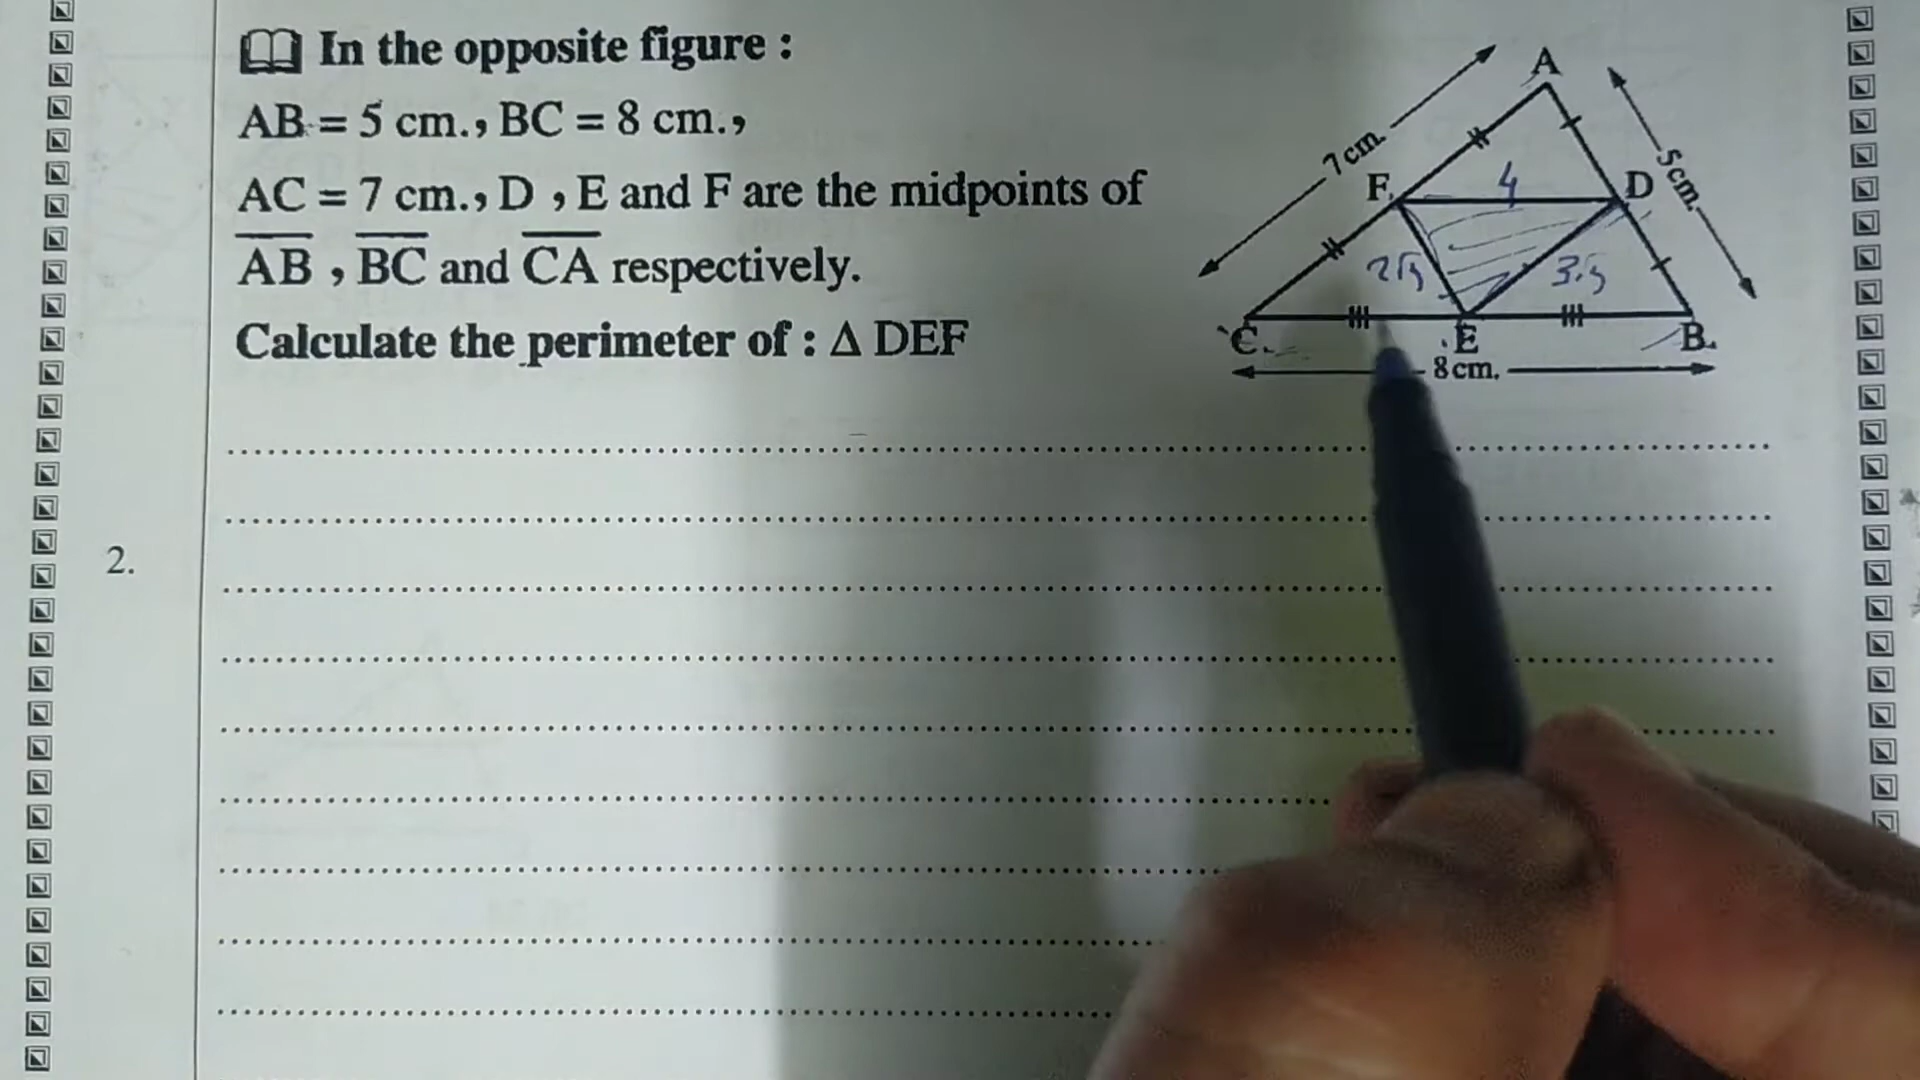 In the opposite figure :
AB = 5 cm., BC = 8 cm.,
AC = 7 cm., D , E and F are the midpoints of
AB , BC and CA respectively.
Calculate the perimeter of : Δ DEF
2.
A
7 cm.
5 cm.
F
4
D
2.5
3.5
C
E
B
8 cm.